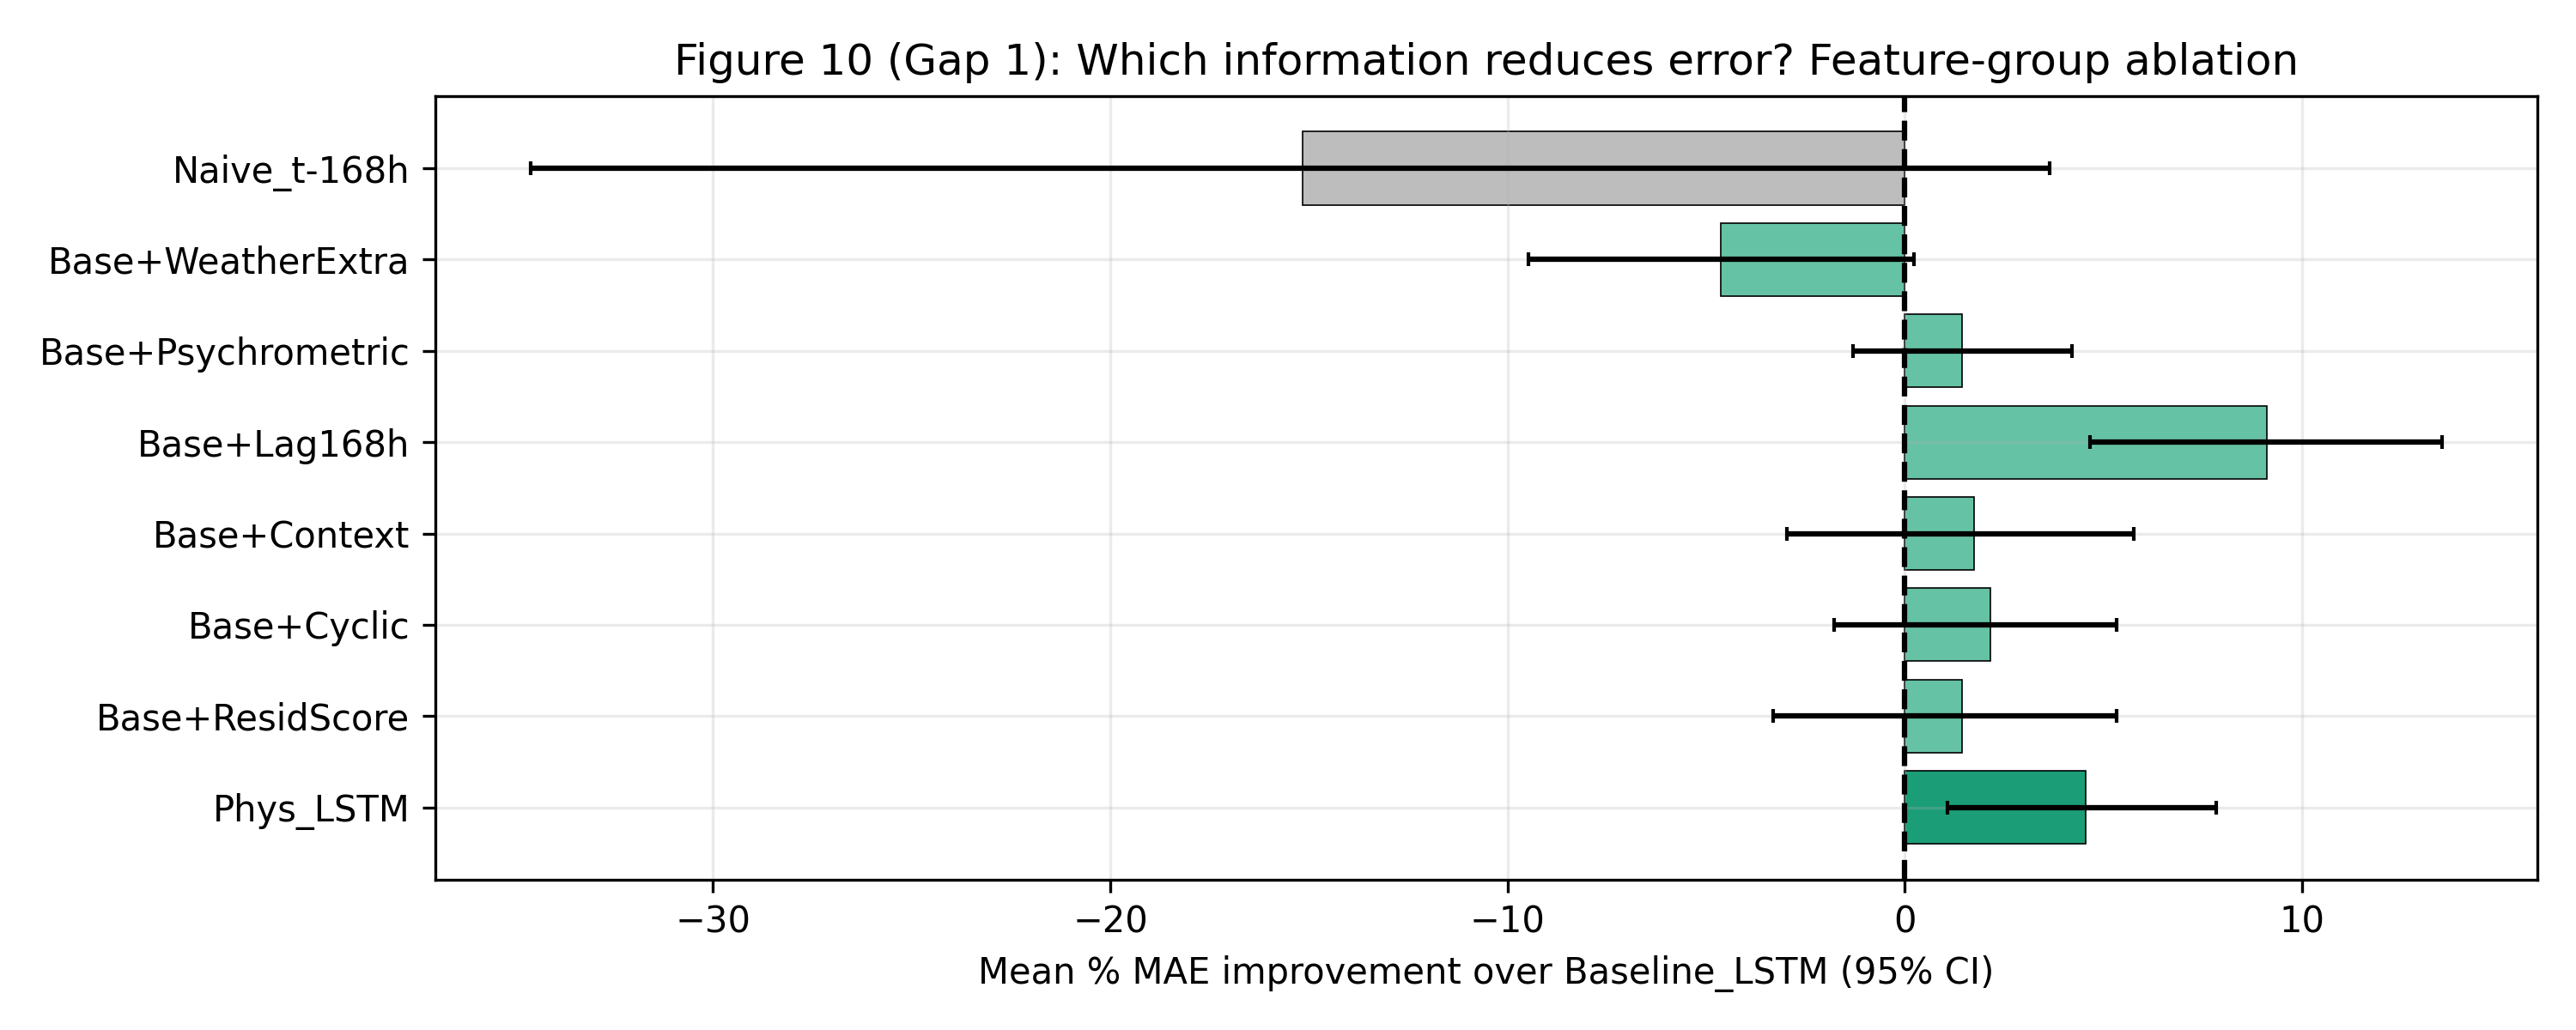 Figure 10 (Gap 1): Which information reduces error? Feature-group ablation
Naive_t-168h
Base+WeatherExtra
Base+Psychrometric
Base+Lag168h
Base+Context
Base+Cyclic
Base+ResidScore
Phys_LSTM
−30 −20 −10 0 10
Mean % MAE improvement over Baseline_LSTM (95% CI)